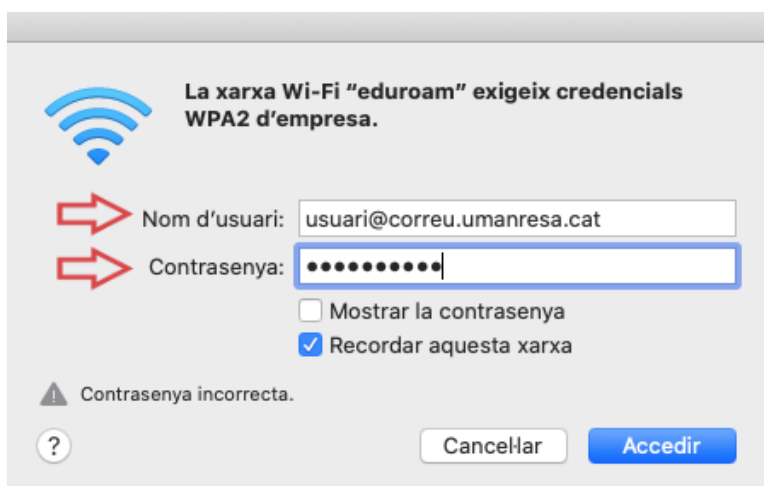 La xarxa Wi-Fi “eduroam” exigeix credencials
WPA2 d’empresa.
Nom d’usuari: usuari@correu.umanresa.cat
Contrasenya: ••••••••••
Mostrar la contrasenya
Recordar aquesta xarxa
Contrasenya incorrecta.
? Cancel·lar Accedir